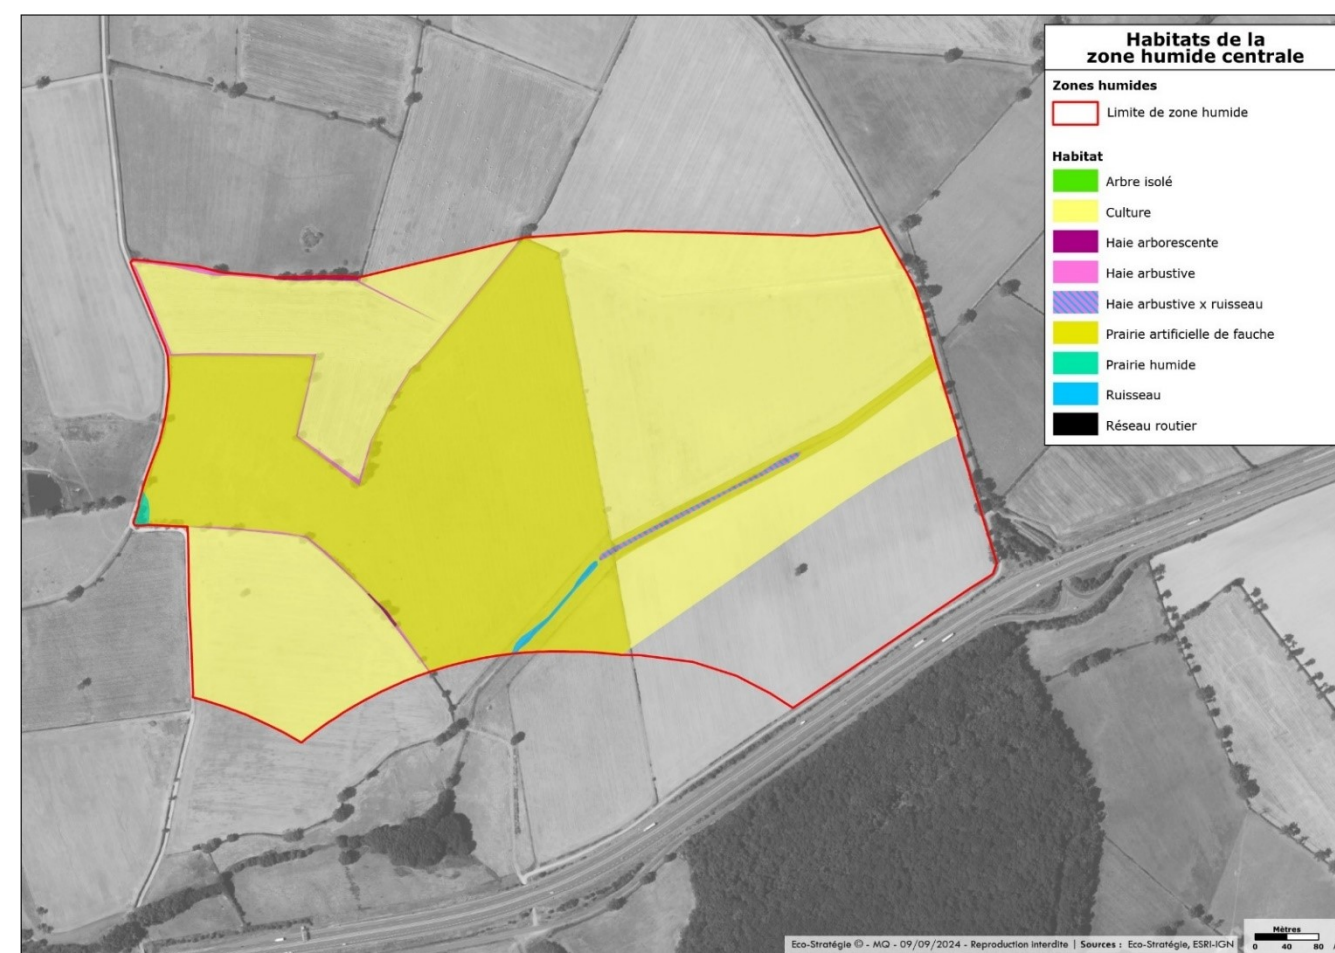 Habitats de la
zone humide centrale
Zones humides
Limite de zone humide
Habitat
Arbre isolé
Culture
Haie arborescente
Haie arbustive
Haie arbustive x ruisseau
Prairie artificielle de fauche
Prairie humide
Ruisseau
Réseau routier
Mètres
0 40 80
Eco-Stratégie © - MQ - 09/09/2024 - Reproduction interdite | Sources : Eco-Stratégie, ESRI-IGN